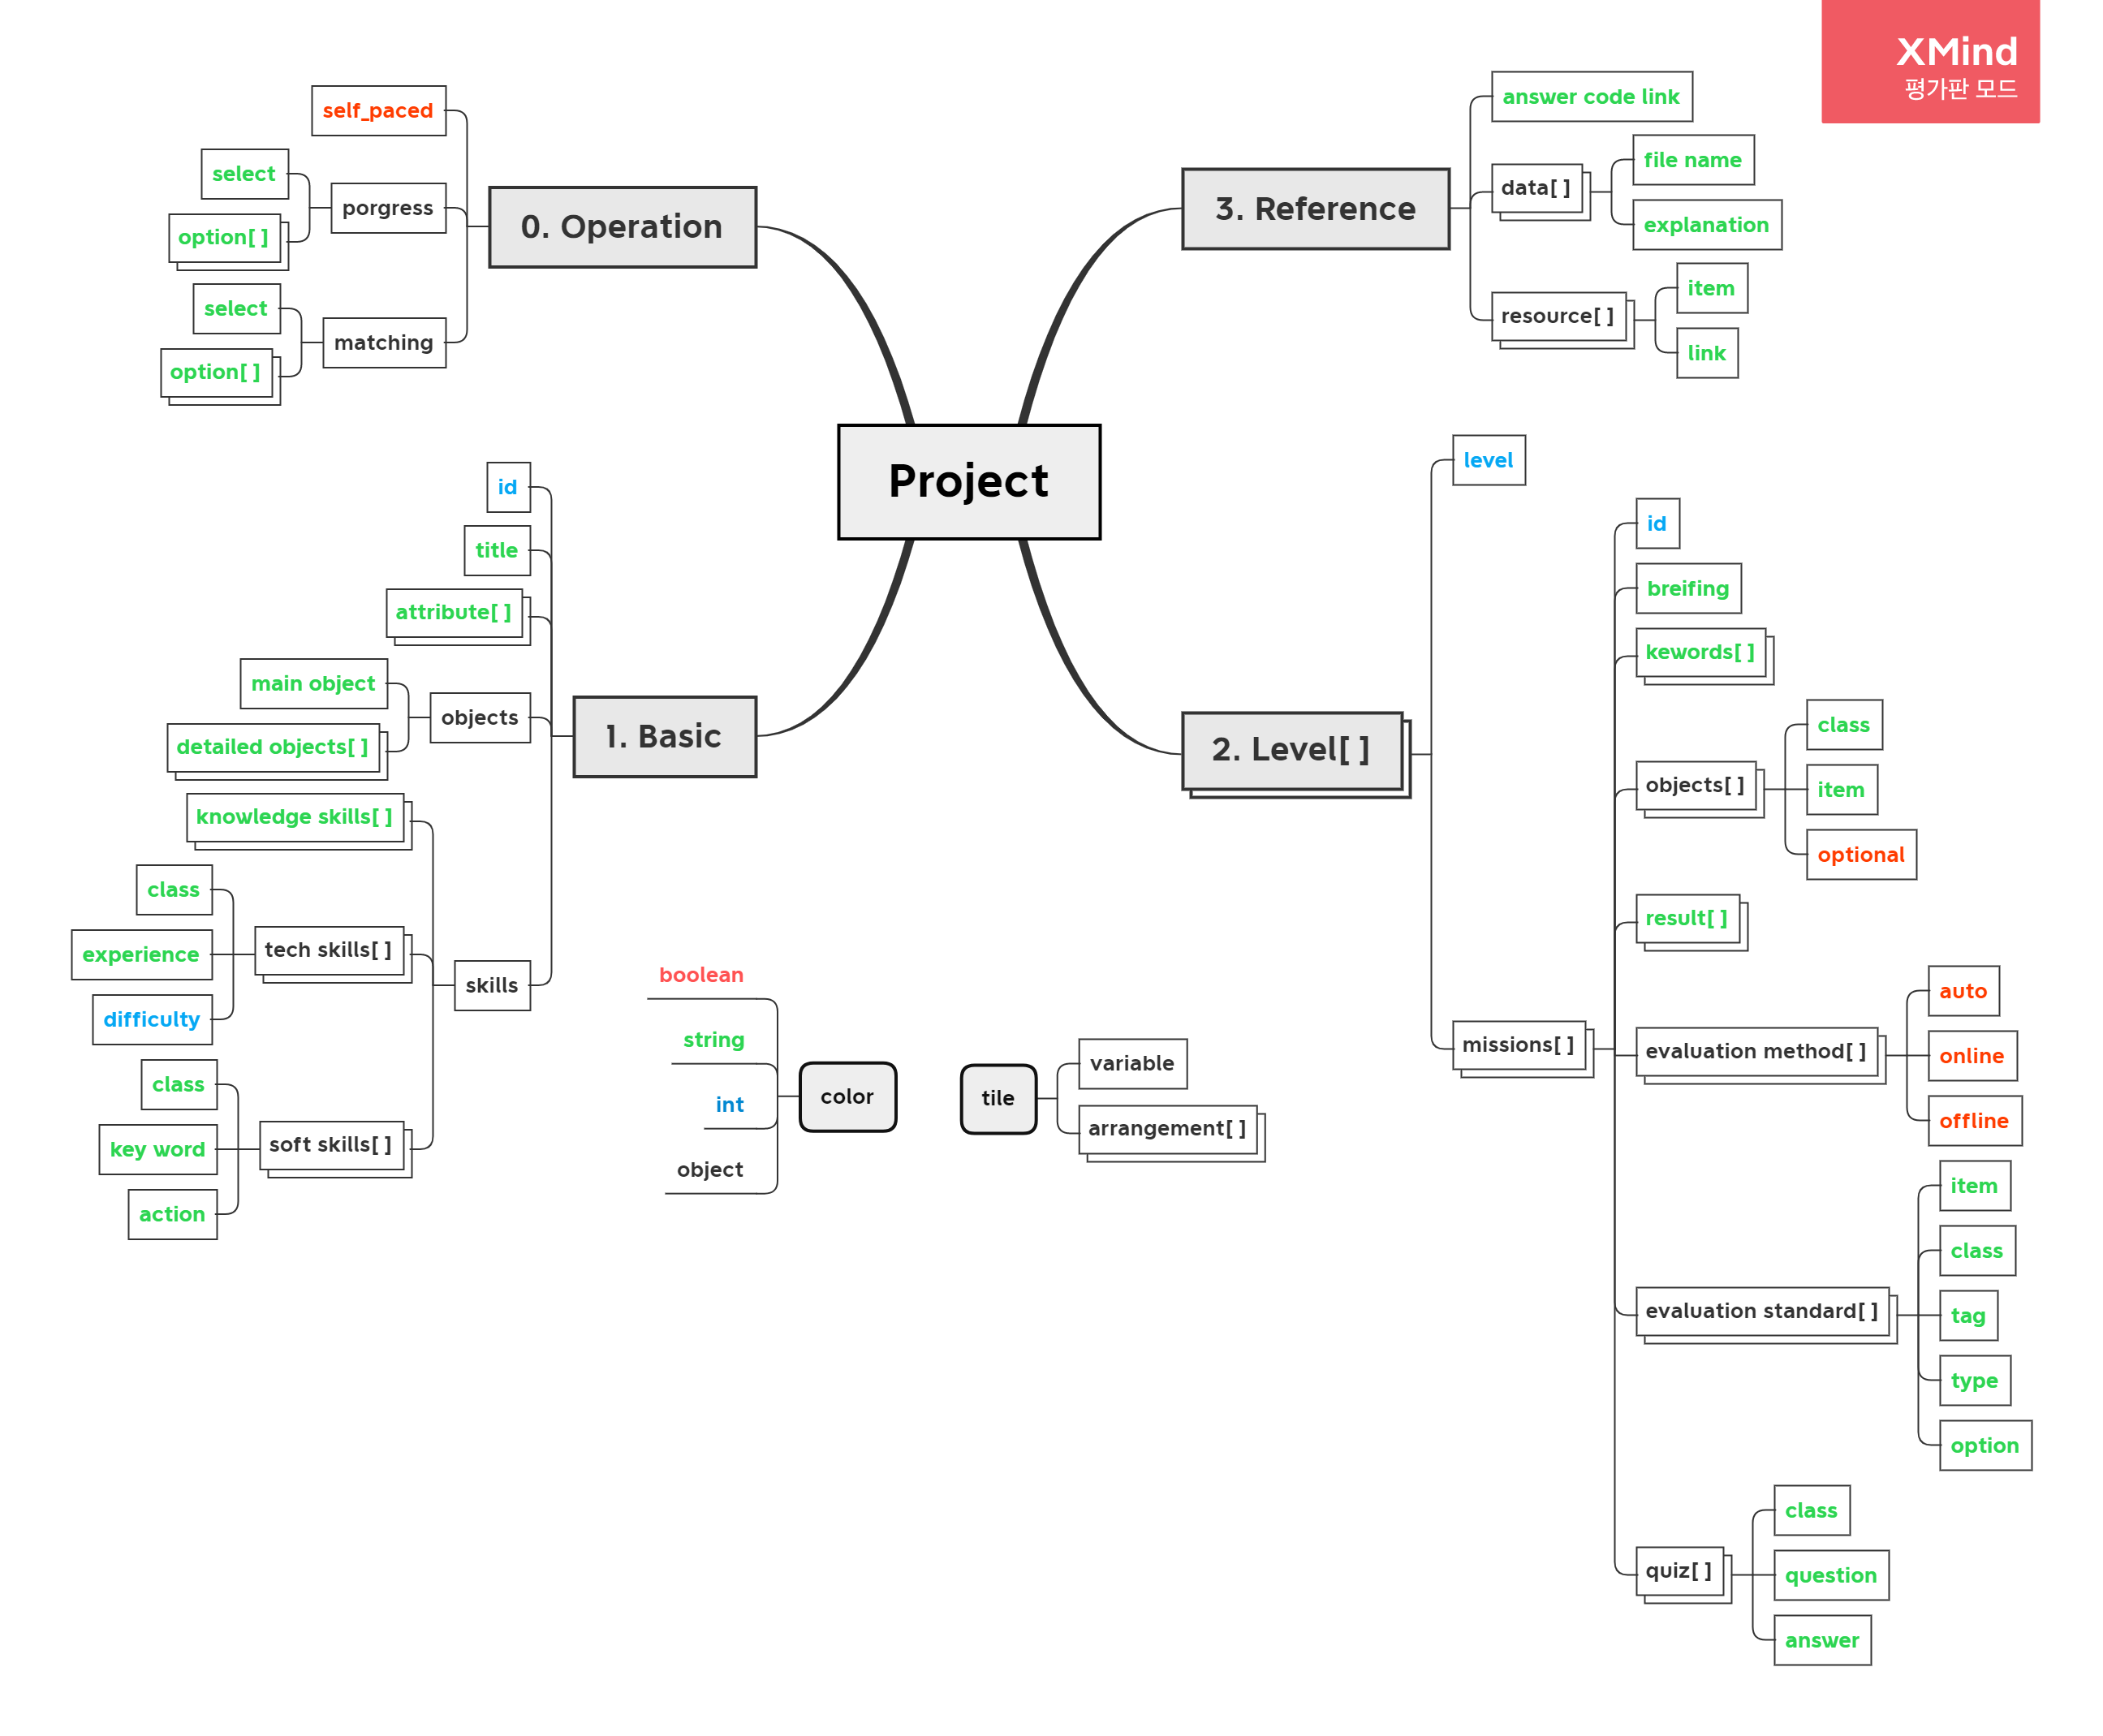 XMind
평가판 모드
Project
0. Operation
self_paced
porgress
select
option[ ]
matching
select
option[ ]
1. Basic
id
title
attribute[ ]
objects
main object
detailed objects[ ]
skills
knowledge skills[ ]
tech skills[ ]
class
experience
difficulty
soft skills[ ]
class
key word
action
3. Reference
answer code link
data[ ]
file name
explanation
resource[ ]
item
link
2. Level[ ]
level
missions[ ]
id
breifing
kewords[ ]
objects[ ]
class
item
optional
result[ ]
evaluation method[ ]
auto
online
offline
evaluation standard[ ]
item
class
tag
type
option
quiz[ ]
class
question
answer
color
boolean
string
int
object
tile
variable
arrangement[ ]